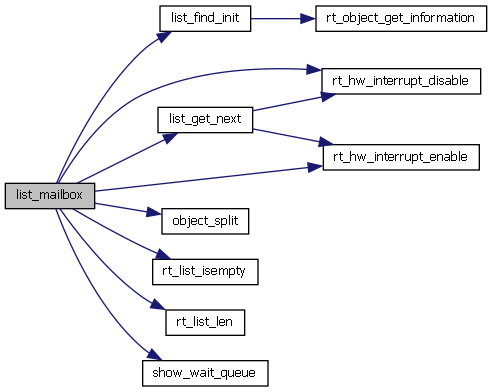 list_find_init
rt_object_get_information
rt_hw_interrupt_disable
list_get_next
rt_hw_interrupt_enable
list_mailbox
object_split
rt_list_isempty
rt_list_len
show_wait_queue